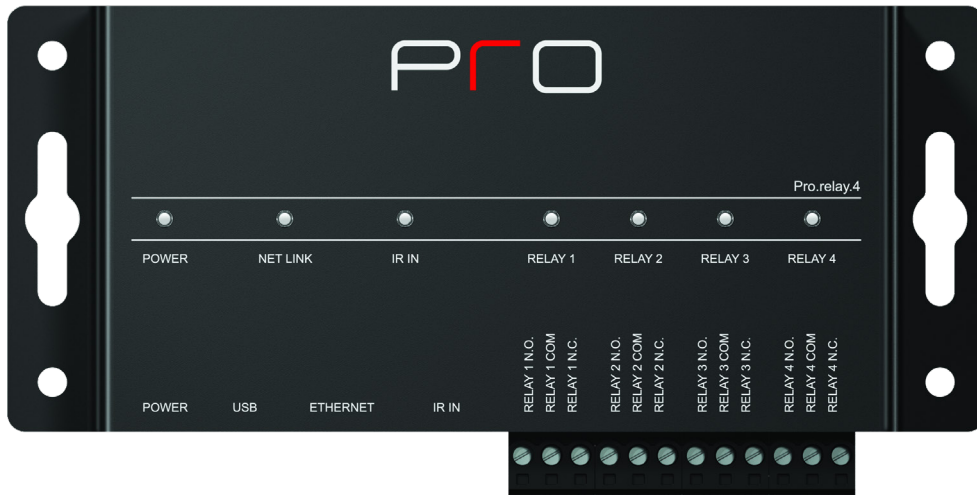 Pro
Pro.relay.4
POWER NET LINK IR IN RELAY 1 RELAY 2 RELAY 3 RELAY 4
RELAY 1 N.O.
RELAY 1 COM
RELAY 1 N.C.
RELAY 2 N.O.
RELAY 2 COM
RELAY 2 N.C.
RELAY 3 N.O.
RELAY 3 COM
RELAY 3 N.C.
RELAY 4 N.O.
RELAY 4 COM
RELAY 4 N.C.
POWER USB ETHERNET IR IN